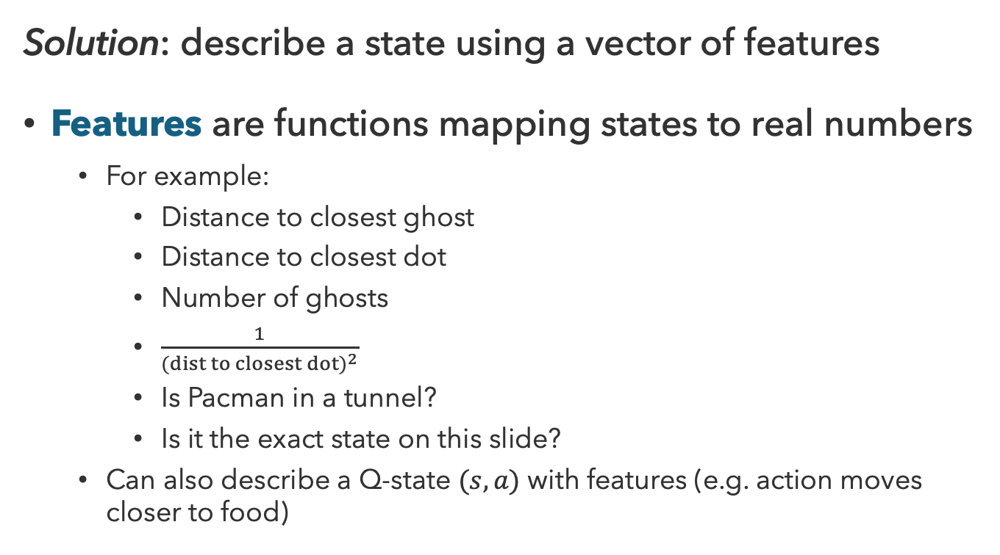 Solution: describe a state using a vector of features
• Features are functions mapping states to real numbers
• For example:
• Distance to closest ghost
• Distance to closest dot
• Number of ghosts
• 1
(dist to closest dot)²
• Is Pacman in a tunnel?
• Is it the exact state on this slide?
• Can also describe a Q-state (s, a) with features (e.g. action moves
closer to food)